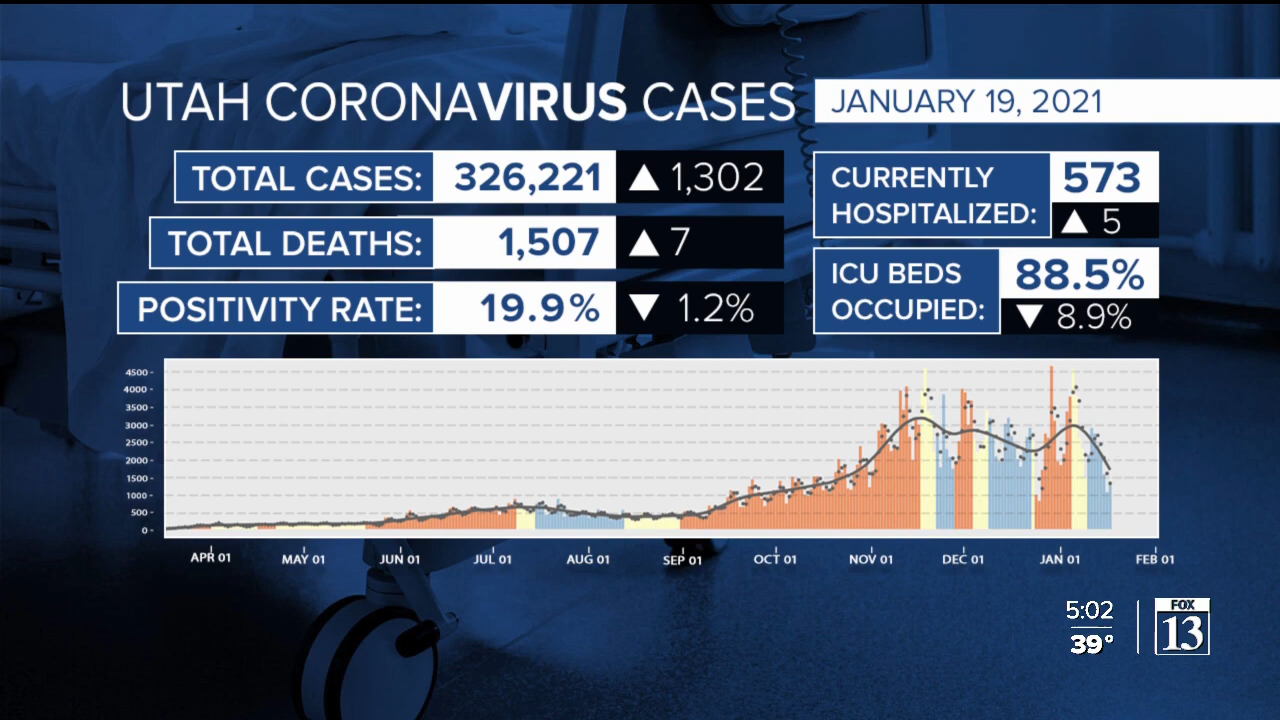 UTAH CORONAVIRUS CASES
JANUARY 19, 2021
TOTAL CASES: 326,221 ▲ 1,302
TOTAL DEATHS: 1,507 ▲ 7
POSITIVITY RATE: 19.9% ▼ 1.2%
CURRENTLY
HOSPITALIZED:
573
▲ 5
ICU BEDS
OCCUPIED:
88.5%
▼ 8.9%
4500
4000
3500
3000
2500
2000
1500
1000
500
0
APR 01 MAY 01 JUN 01 JUL 01 AUG 01 SEP 01 OCT 01 NOV 01 DEC 01 JAN 01 FEB 01
5:02
39°
FOX
13